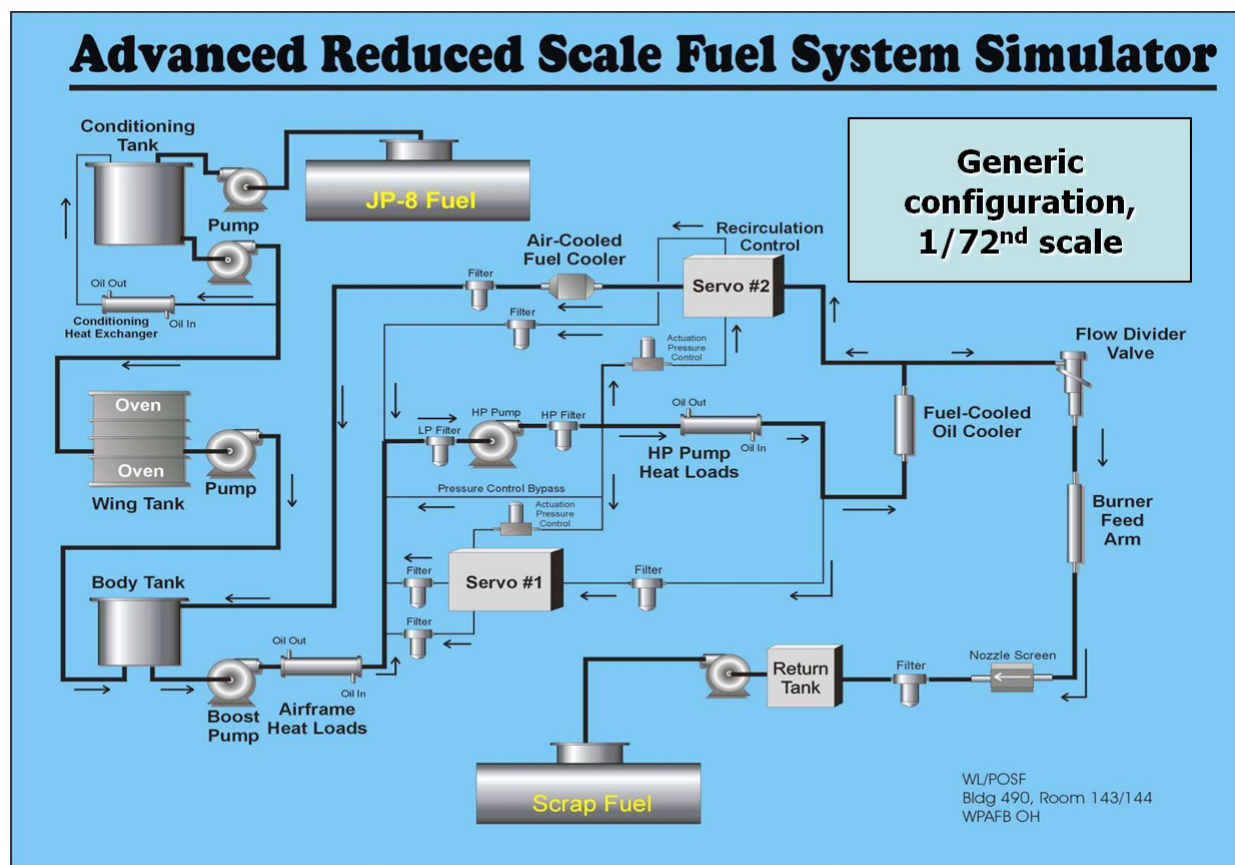 Advanced Reduced Scale Fuel System Simulator
Conditioning
Tank
Pump
JP-8 Fuel
Generic
configuration,
1/72nd scale
Oil Out
Oil In
Conditioning
Heat Exchanger
Filter
Air-Cooled
Fuel Cooler
Recirculation
Control
Servo #2
Filter
Actuation
Pressure
Control
Flow Divider
Valve
Oven
Oven
Wing Tank
Pump
LP Filter
HP Pump
HP Filter
Oil Out
Oil In
HP Pump
Heat Loads
Fuel-Cooled
Oil Cooler
Pressure Control Bypass
Actuation
Pressure
Control
Burner
Feed
Arm
Body Tank
Filter
Servo #1
Filter
Filter
Oil Out
Oil In
Boost
Pump
Airframe
Heat Loads
Return
Tank
Filter
Nozzle Screen
Scrap Fuel
WL/POSF
Bldg 490, Room 143/144
WPAFB OH